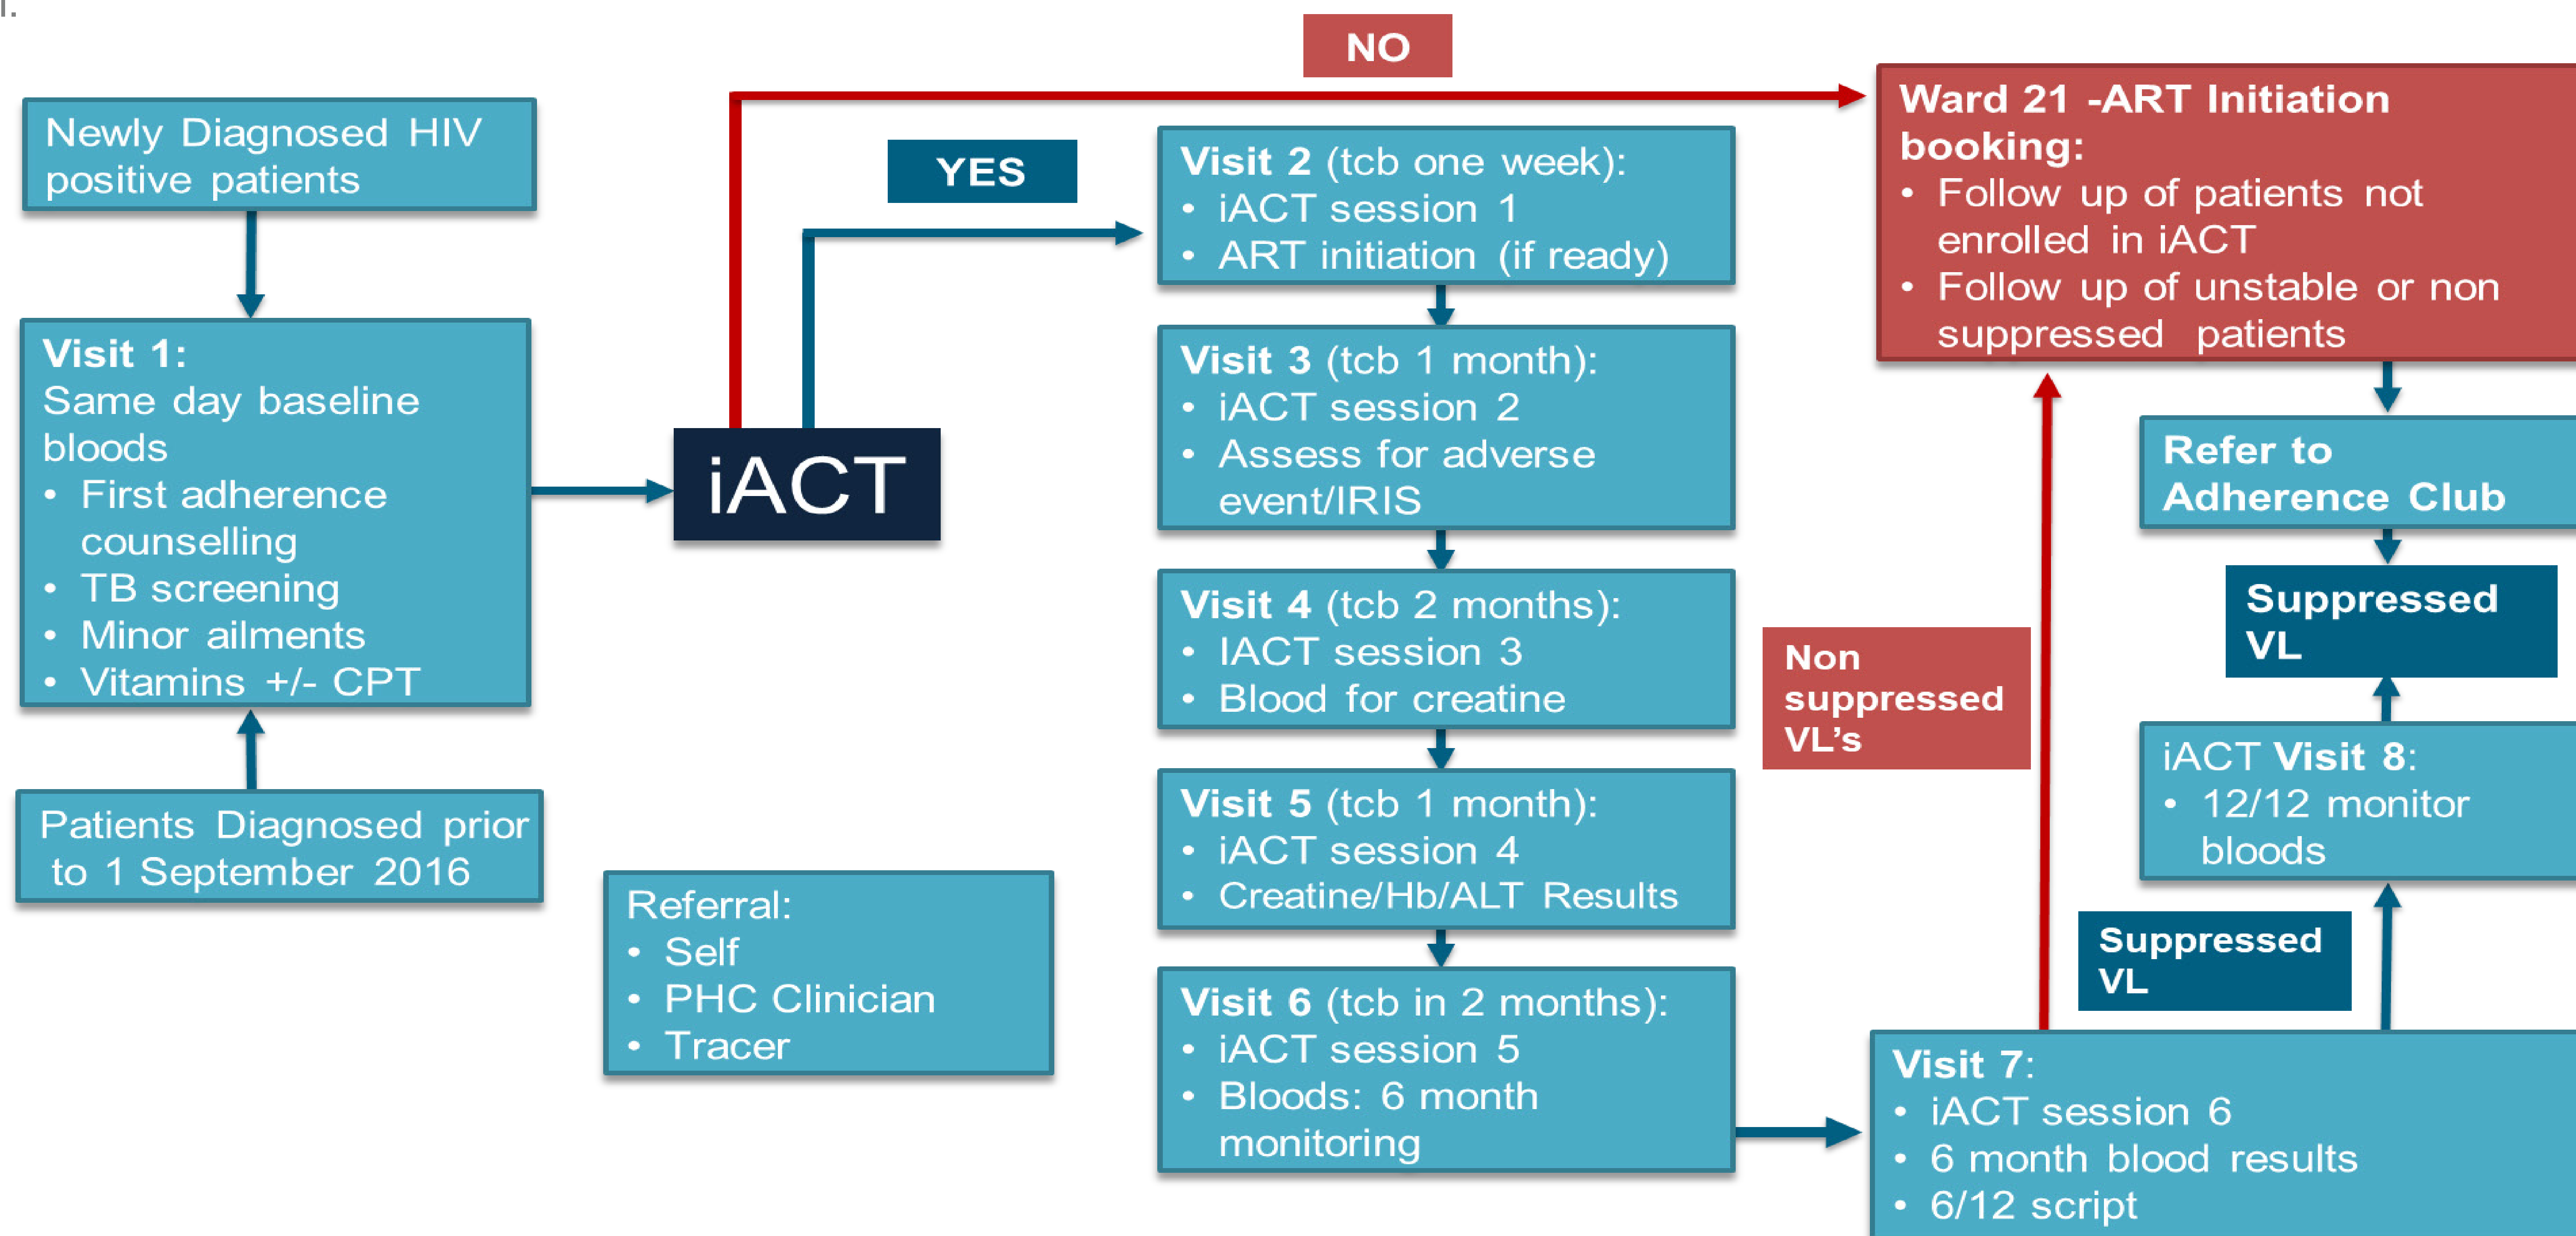 NO
Newly Diagnosed HIV
positive patients
Visit 1:
Same day baseline
bloods
• First adherence
counselling
• TB screening
• Minor ailments
• Vitamins +/- CPT
Patients Diagnosed prior
to 1 September 2016
iACT
YES
Referral:
• Self
• PHC Clinician
• Tracer
Visit 2 (tcb one week):
• iACT session 1
• ART initiation (if ready)
Visit 3 (tcb 1 month):
• iACT session 2
• Assess for adverse
event/IRIS
Visit 4 (tcb 2 months):
• IACT session 3
• Blood for creatine
Visit 5 (tcb 1 month):
• iACT session 4
• Creatine/Hb/ALT Results
Visit 6 (tcb in 2 months):
• iACT session 5
• Bloods: 6 month
monitoring
Ward 21 -ART Initiation
booking:
• Follow up of patients not
enrolled in iACT
• Follow up of unstable or non
suppressed patients
Non
suppressed
VL’s
Refer to
Adherence Club
Suppressed
VL
iACT Visit 8:
• 12/12 monitor
bloods
Suppressed
VL
Visit 7:
• iACT session 6
• 6 month blood results
• 6/12 script